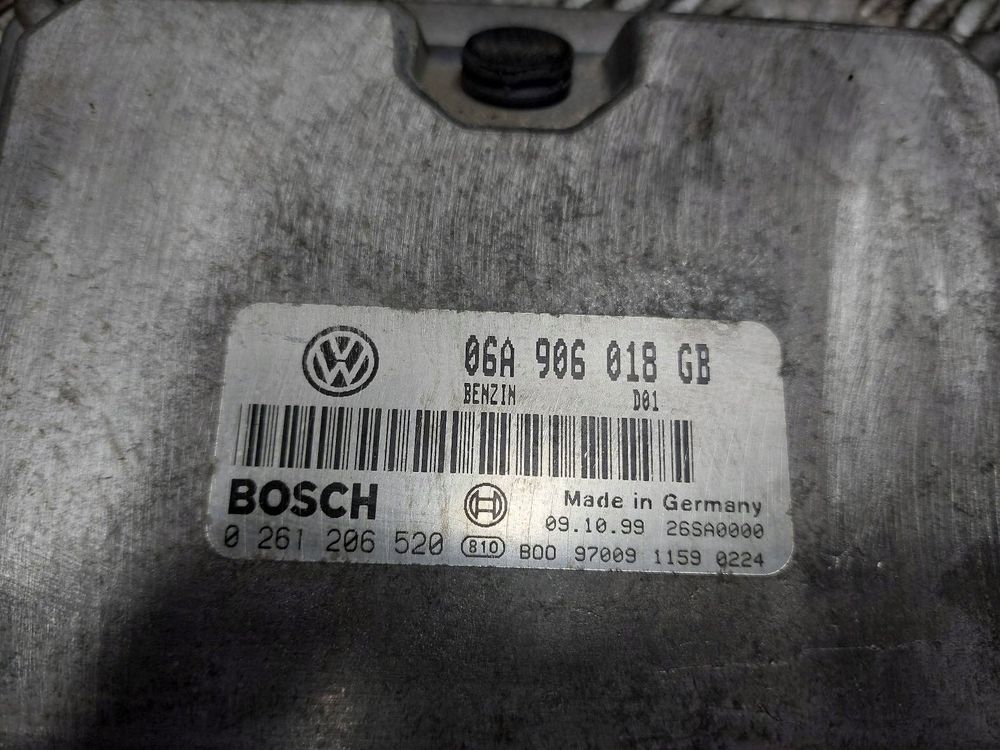 VW
06A 906 018 GB
BENZIN D01
BOSCH
Made in Germany
09.10.99 26SA0000
0 261 206 520 810 B00 97009 1159 0224